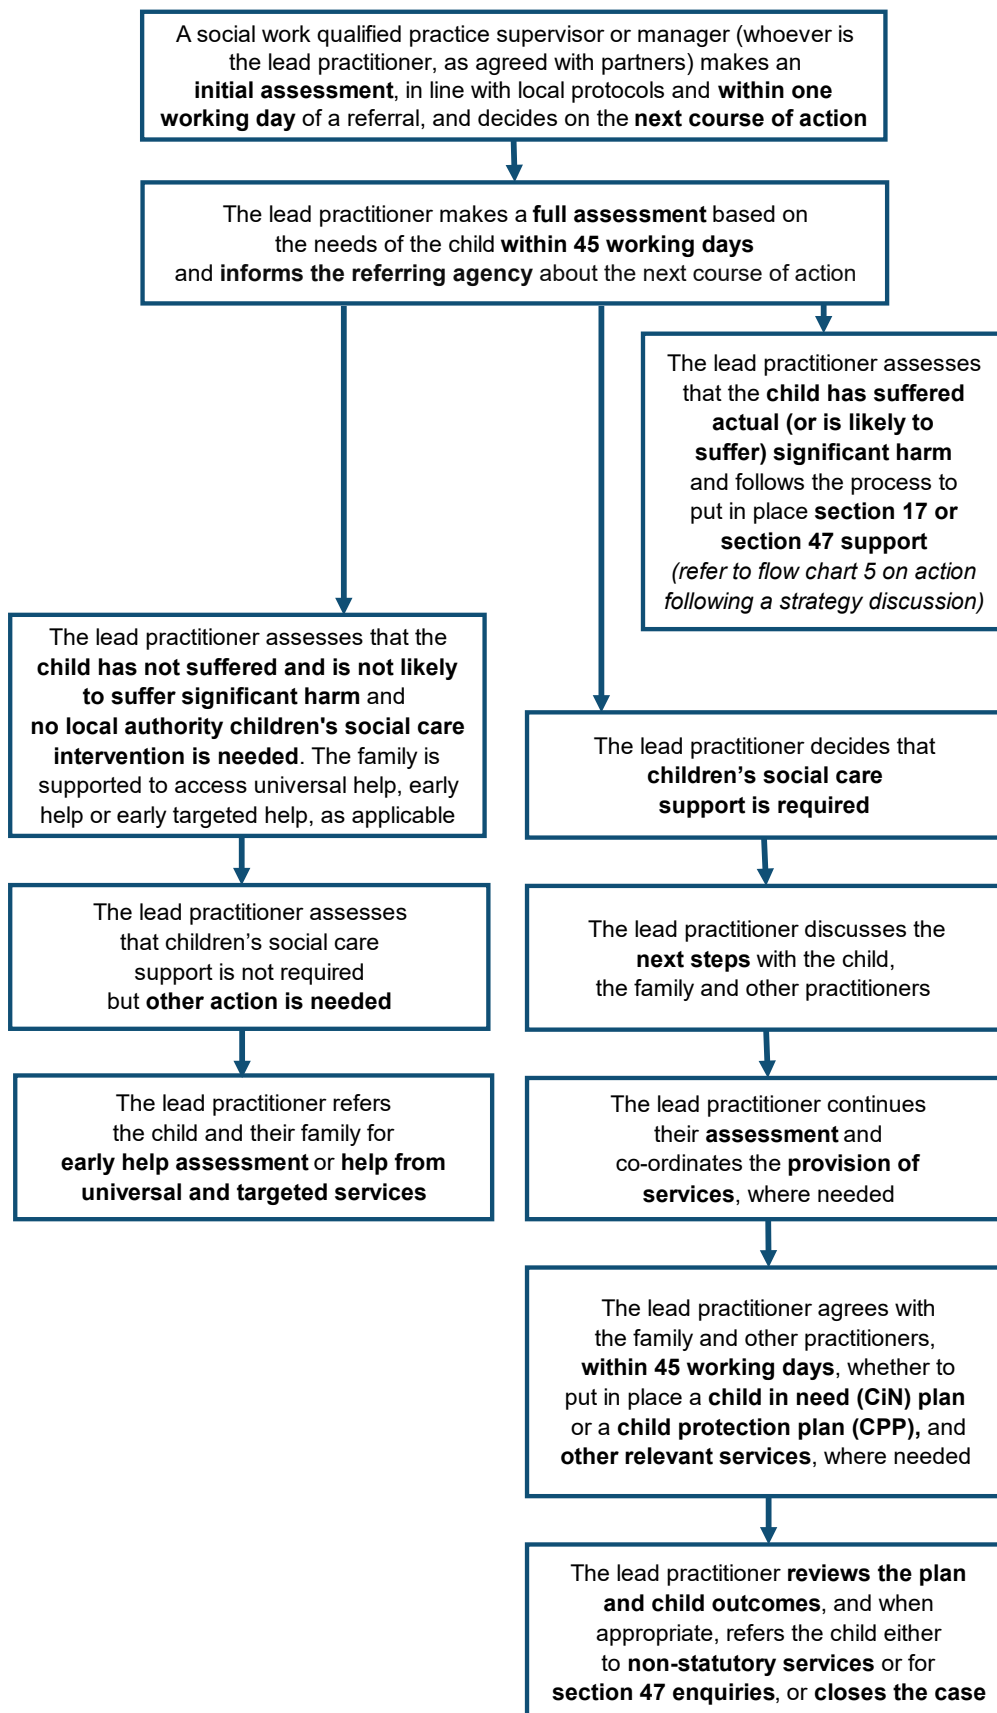 A social work qualified practice supervisor or manager (whoever is
the lead practitioner, as agreed with partners) makes an
initial assessment, in line with local protocols and within one
working day of a referral, and decides on the next course of action
The lead practitioner makes a full assessment based on
the needs of the child within 45 working days
and informs the referring agency about the next course of action
The lead practitioner assesses
that the child has suffered
actual (or is likely to
suffer) significant harm
and follows the process to
put in place section 17 or
section 47 support
(refer to flow chart 5 on action
following a strategy discussion)
The lead practitioner assesses that the
child has not suffered and is not likely
to suffer significant harm and
no local authority children's social care
intervention is needed. The family is
supported to access universal help, early
help or early targeted help, as applicable
The lead practitioner assesses
that children’s social care
support is not required
but other action is needed
The lead practitioner refers
the child and their family for
early help assessment or help from
universal and targeted services
The lead practitioner decides that
children’s social care
support is required
The lead practitioner discusses the
next steps with the child,
the family and other practitioners
The lead practitioner continues
their assessment and
co-ordinates the provision of
services, where needed
The lead practitioner agrees with
the family and other practitioners,
within 45 working days, whether to
put in place a child in need (CiN) plan
or a child protection plan (CPP), and
other relevant services, where needed
The lead practitioner reviews the plan
and child outcomes, and when
appropriate, refers the child either
to non-statutory services or for
section 47 enquiries, or closes the case